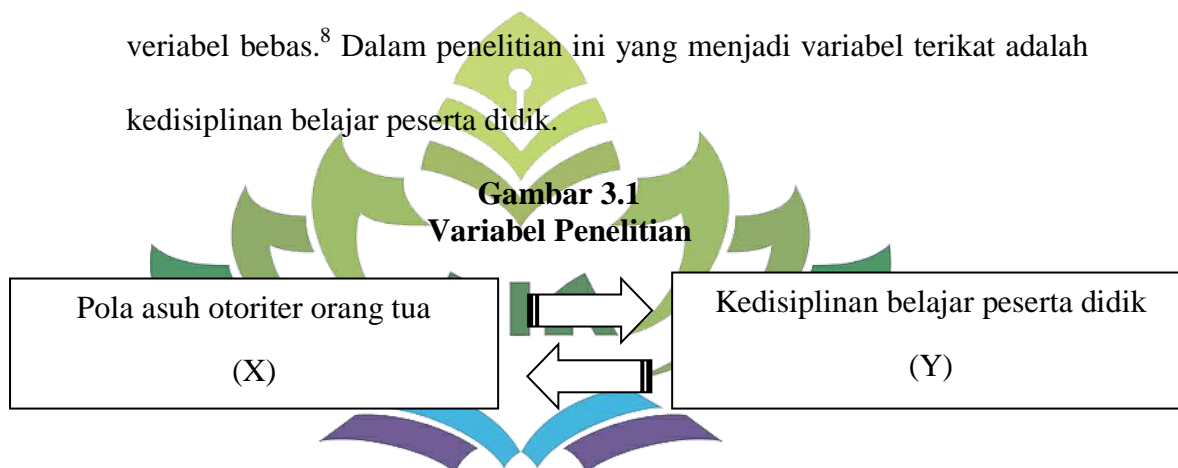 veriabel bebas.8 Dalam penelitian ini yang menjadi variabel terikat adalah
kedisiplinan belajar peserta didik.
Gambar 3.1
Variabel Penelitian
Pola asuh otoriter orang tua
(X)
Kedisiplinan belajar peserta didik
(Y)